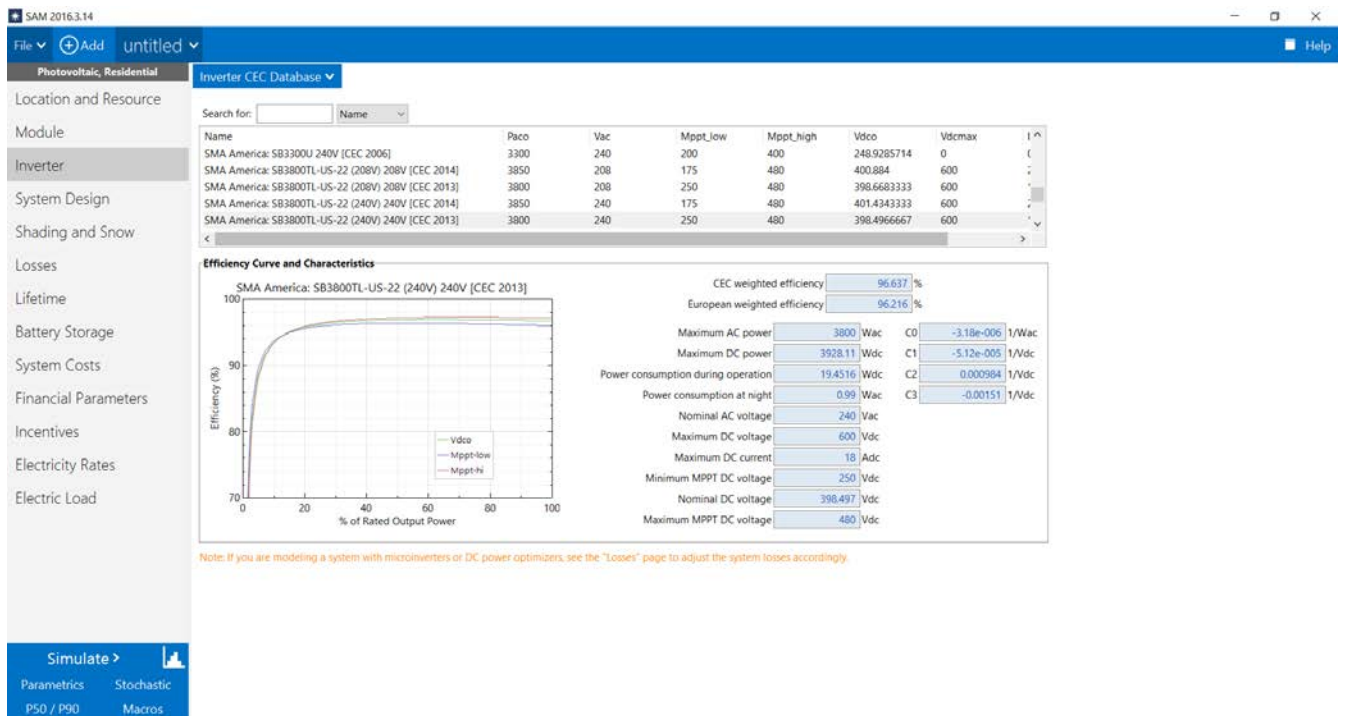 SAM 2016.3.14
File Add untitled Help
Photovoltaic, Residential
Location and Resource
Module
Inverter
System Design
Shading and Snow
Losses
Lifetime
Battery Storage
System Costs
Financial Parameters
Incentives
Electricity Rates
Electric Load
Simulate >
Parametrics Stochastic
P50 / P90 Macros
Inverter CEC Database
Search for: Name
Name Paco Vac Mppt_low Mppt_high Vdco Vdcmax
SMA America: SB3300U 240V [CEC 2006] 3300 240 200 400 248.9285714 0
SMA America: SB3800TL-US-22 (208V) 208V [CEC 2014] 3850 208 175 480 400.884 600
SMA America: SB3800TL-US-22 (208V) 208V [CEC 2013] 3800 208 250 480 398.6683333 600
SMA America: SB3800TL-US-22 (240V) 240V [CEC 2014] 3850 240 175 480 401.4343333 600
SMA America: SB3800TL-US-22 (240V) 240V [CEC 2013] 3800 240 250 480 398.4966667 600
Efficiency Curve and Characteristics
SMA America: SB3800TL-US-22 (240V) 240V [CEC 2013]
100
90
80
70
Efficiency (%)
Vdco
Mppt-low
Mppt-hi
0 20 40 60 80 100
% of Rated Output Power
CEC weighted efficiency 96.637 %
European weighted efficiency 96.216 %
Maximum AC power 3800 Wac C0 -3.18e-006 1/Wac
Maximum DC power 3928.11 Wdc C1 -5.12e-005 1/Vdc
Power consumption during operation 19.4516 Wdc C2 0.000984 1/Vdc
Power consumption at night 0.99 Wac C3 -0.00151 1/Vdc
Nominal AC voltage 240 Vac
Maximum DC voltage 600 Vdc
Maximum DC current 18 Adc
Minimum MPPT DC voltage 250 Vdc
Nominal DC voltage 398.497 Vdc
Maximum MPPT DC voltage 480 Vdc
Note: If you are modeling a system with microinverters or DC power optimizers, see the "Losses" page to adjust the system losses accordingly.